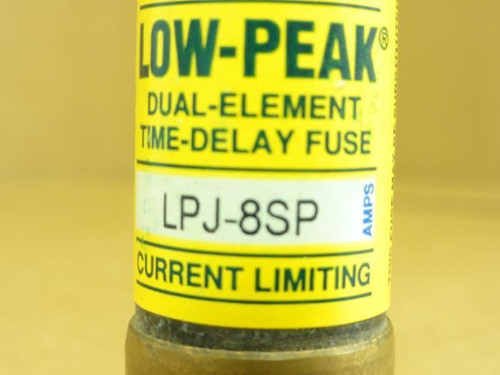 LOW-PEAK®
DUAL-ELEMENT
TIME-DELAY FUSE
LPJ-8SP
AMPS
CURRENT LIMITING